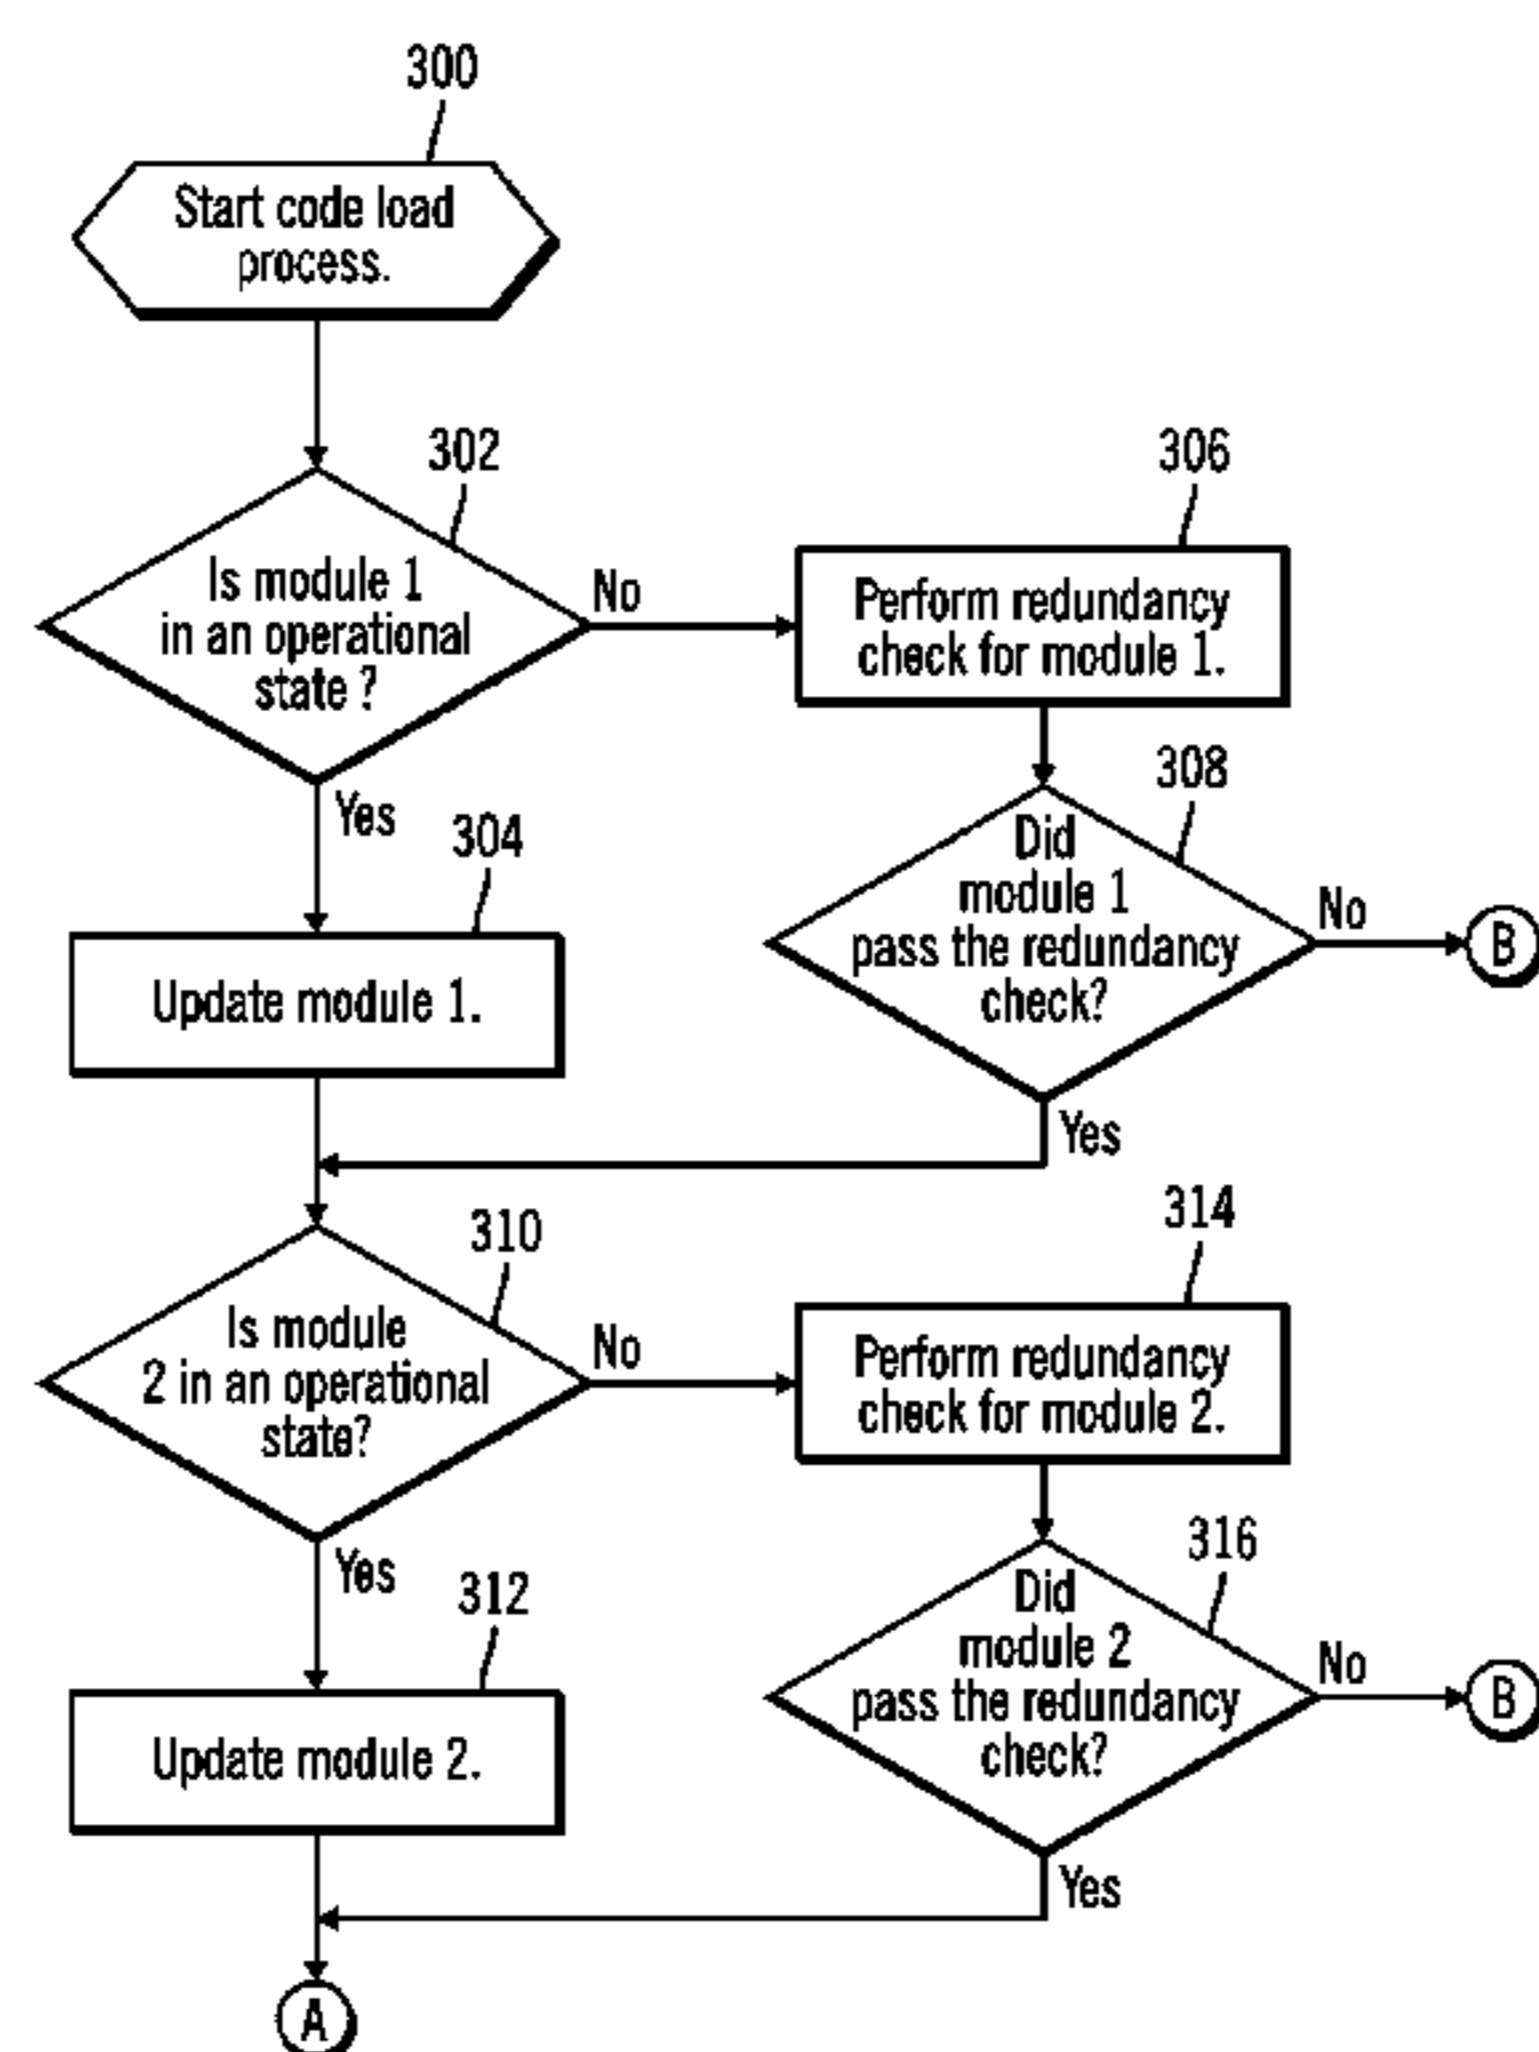 300
Start code load
process.
302
Is module 1
in an operational
state ?
No
Yes
306
Perform redundancy
check for module 1.
304
Update module 1.
308
Did
module 1
pass the redundancy
check?
No
B
Yes
310
Is module
2 in an operational
state?
No
Yes
314
Perform redundancy
check for module 2.
312
Update module 2.
316
Did
module 2
pass the redundancy
check?
No
B
Yes
A